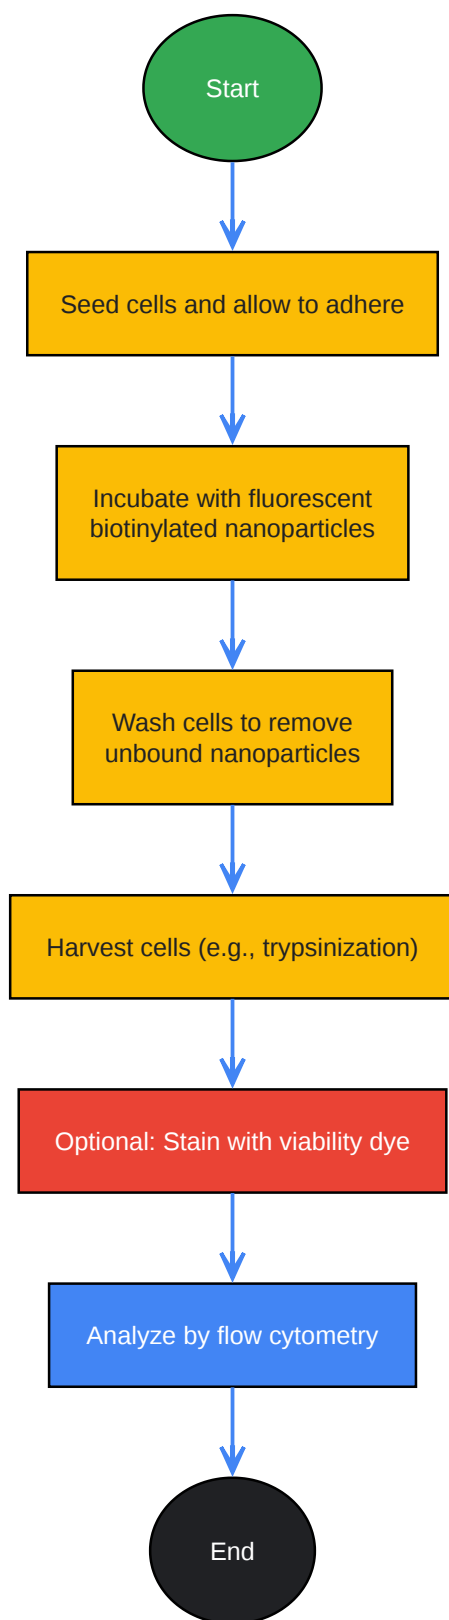 Start
Seed cells and allow to adhere
Incubate with fluorescent
biotinylated nanoparticles
Wash cells to remove
unbound nanoparticles
Harvest cells (e.g., trypsinization)
Optional: Stain with viability dye
Analyze by flow cytometry
End